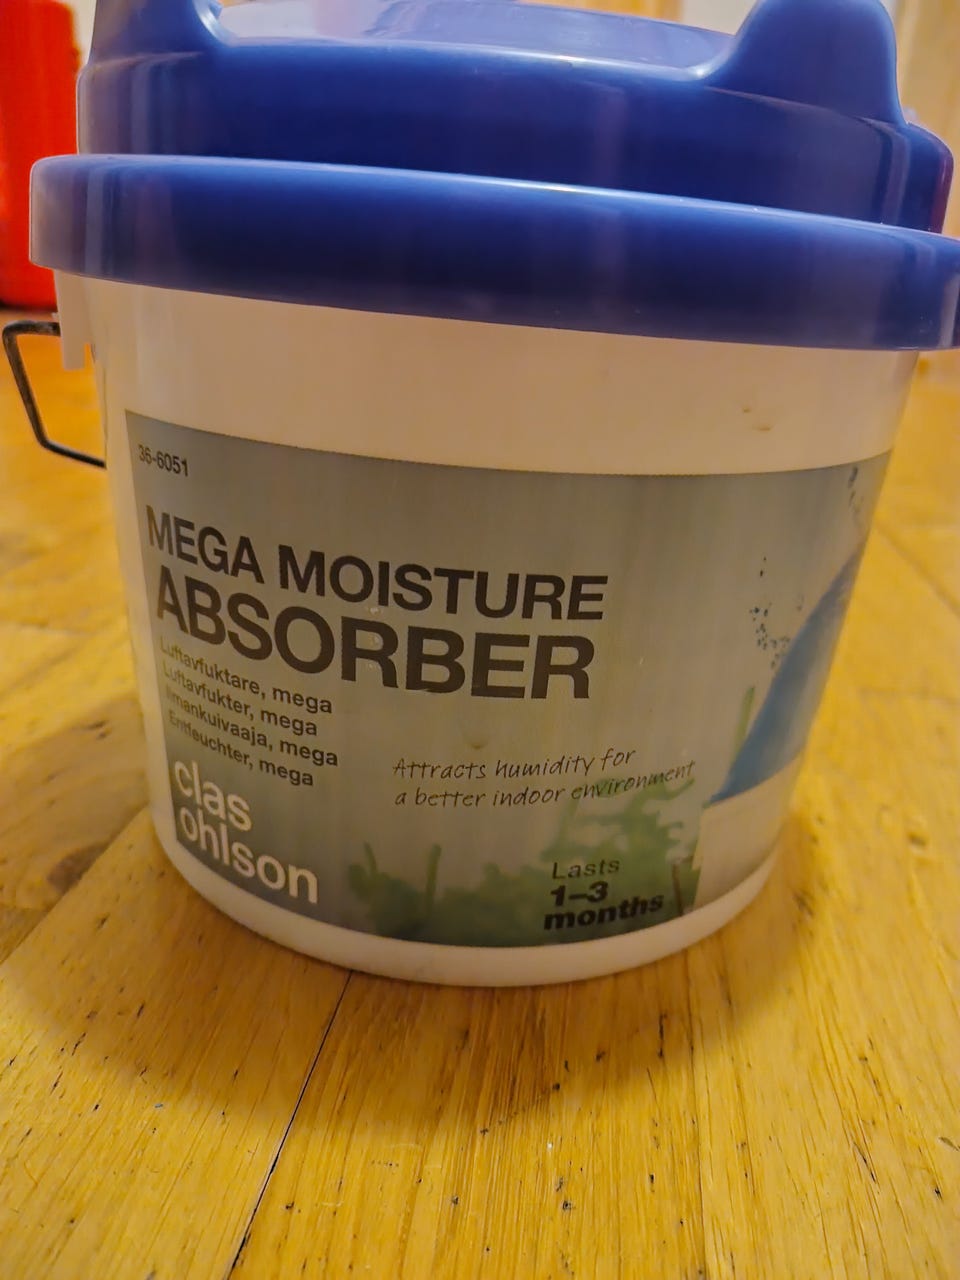 36-6051
MEGA MOISTURE
ABSORBER
Luftavfuktare, mega
Luftavfukter, mega
Ilmankuivaaja, mega
Entfeuchter, mega
clas
ohlson
Attracts humidity for
a better indoor environment
Lasts
1–3
months